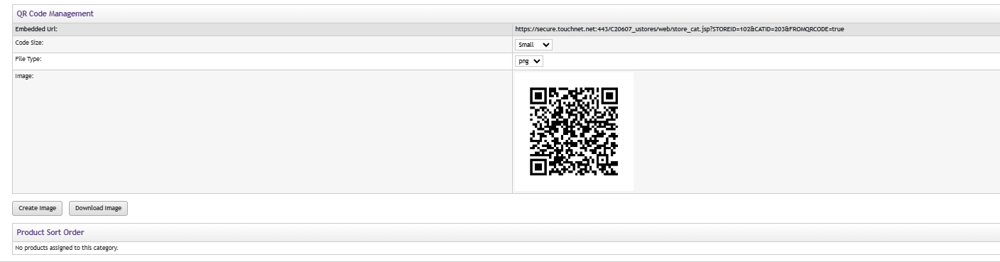 QR Code Management
Embedded Url: https://secure.touchnet.net:443/C20607_ustores/web/store_cat.jsp?STOREID=102&CATID=203&FROMQRCODE=true
Code Size: Small
File Type: png
Image:
Create Image Download Image
Product Sort Order
No products assigned to this category.